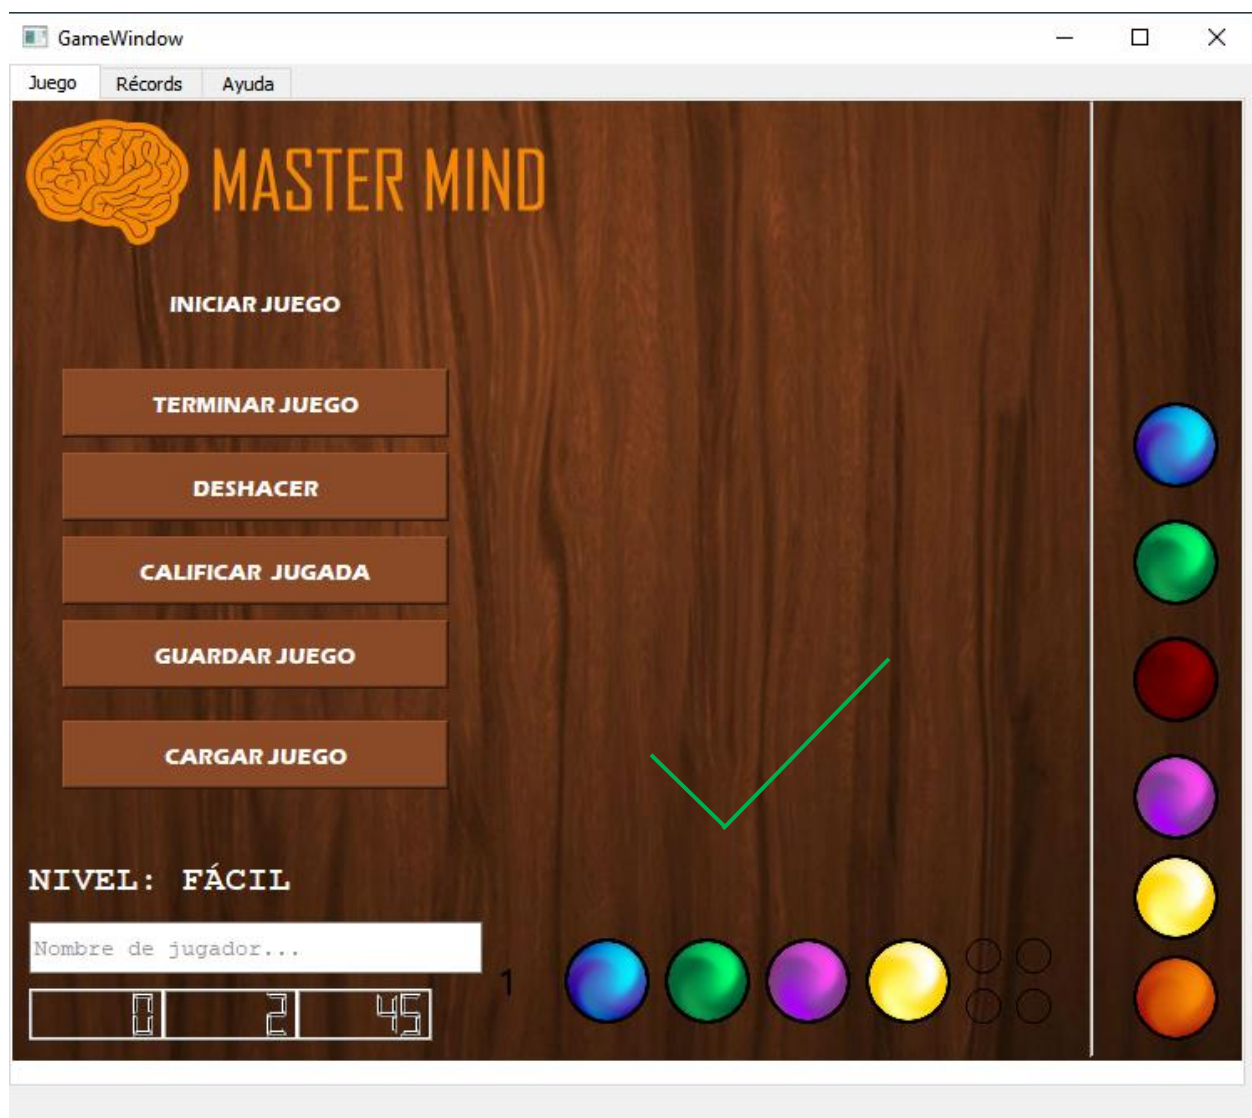 GameWindow
Juego Récords Ayuda
MASTER MIND
INICIAR JUEGO
TERMINAR JUEGO
DESHACER
CALIFICAR JUGADA
GUARDAR JUEGO
CARGAR JUEGO
NIVEL: FÁCIL
Nombre de jugador...
1
0 2 45